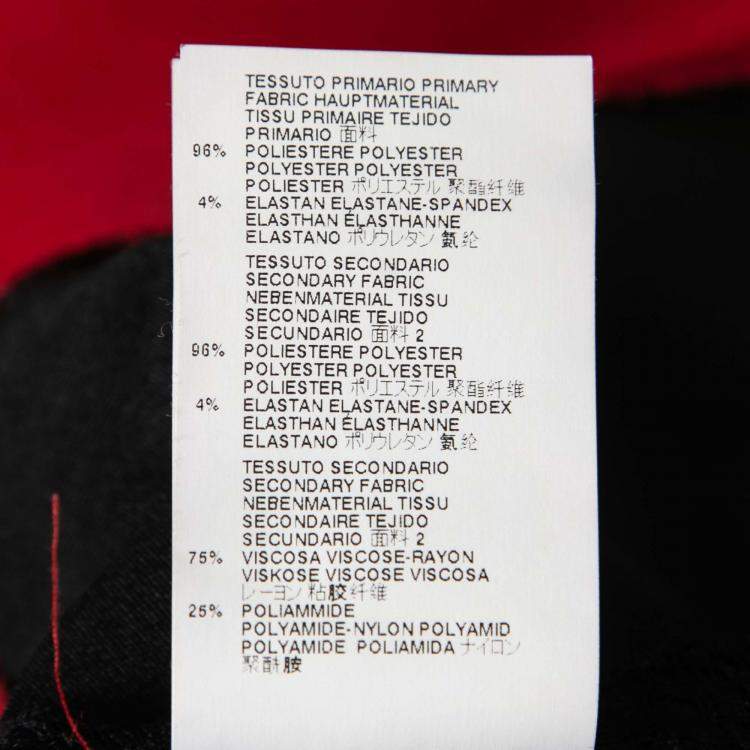 TESSUTO PRIMARIO PRIMARY
FABRIC HAUPTMATERIAL
TISSU PRIMAIRE TEJIDO
PRIMARIO 面料
96% POLIESTERE POLYESTER
POLYESTER POLYESTER
POLIESTER ポリエステル 聚酯纤维
4% ELASTAN ELASTANE-SPANDEX
ELASTHAN ÉLASTHANNE
ELASTANO ポリウレタン 氨纶
TESSUTO SECONDARIO
SECONDARY FABRIC
NEBENMATERIAL TISSU
SECONDAIRE TEJIDO
SECUNDARIO 面料 2
96% POLIESTERE POLYESTER
POLYESTER POLYESTER
POLIESTER ポリエステル 聚酯纤维
4% ELASTAN ELASTANE-SPANDEX
ELASTHAN ÉLASTHANNE
ELASTANO ポリウレタン 氨纶
TESSUTO SECONDARIO
SECONDARY FABRIC
NEBENMATERIAL TISSU
SECONDAIRE TEJIDO
SECUNDARIO 面料 2
75% VISCOSA VISCOSE-RAYON
VISKOSE VISCOSE VISCOSA
レーヨン 粘胶纤维
25% POLIAMMIDE
POLYAMIDE-NYLON POLYAMID
POLYAMIDE POLIAMIDA ナイロン
聚酰胺